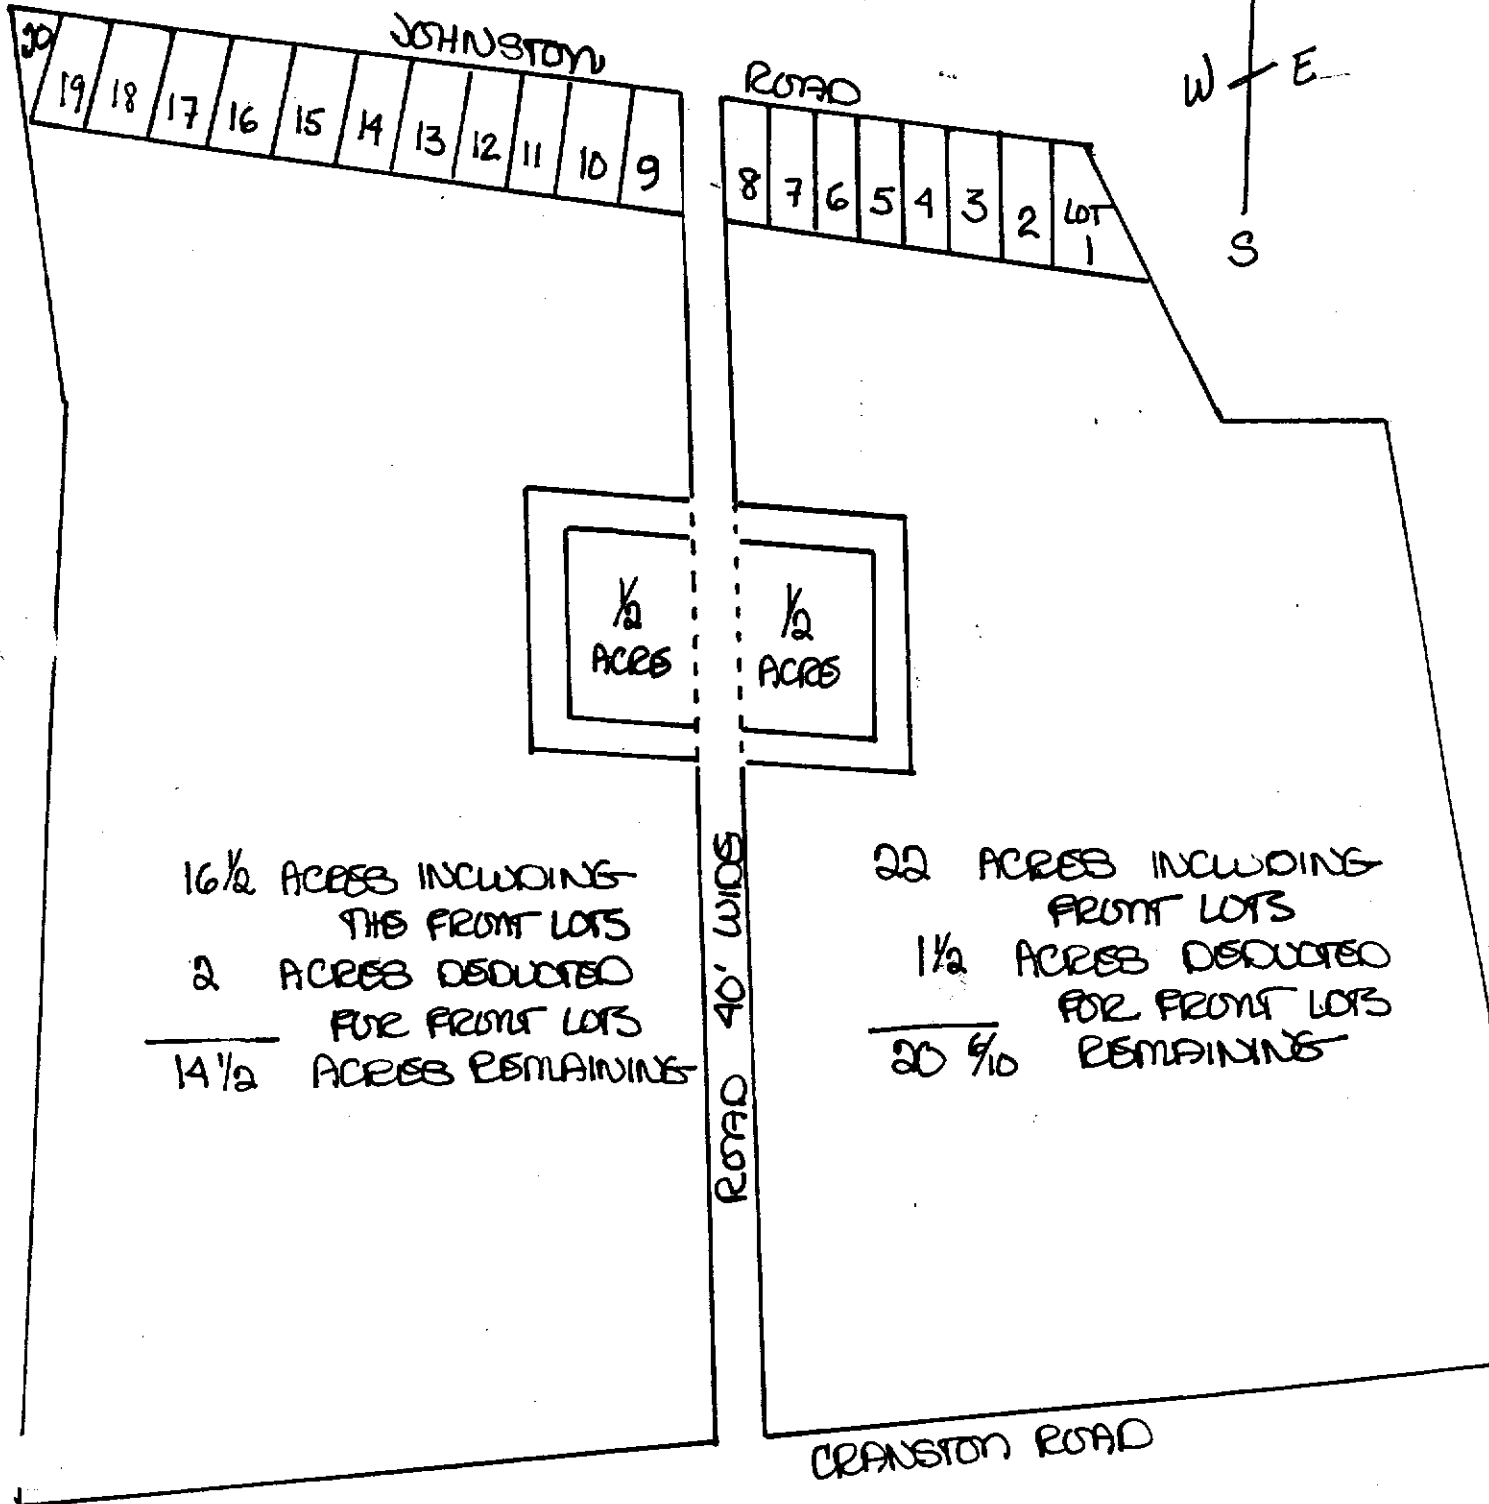 JOHNSTON
ROAD
W E
S
20
19
18
17
16
15
14
13
12
11
10
9
8
7
6
5
4
3
2
LOT
1
1/2
ACRE
1/2
ACRE
16 1/2 ACRES INCLUDING
THE FRONT LOTS
2 ACRES DEDUCTED
FOR FRONT LOTS
14 1/2 ACRES REMAINING
ROAD 40' WIDE
22 ACRES INCLUDING
FRONT LOTS
1 1/2 ACRES DEDUCTED
FOR FRONT LOTS
20 6/10 REMAINING
CRANSTON ROAD